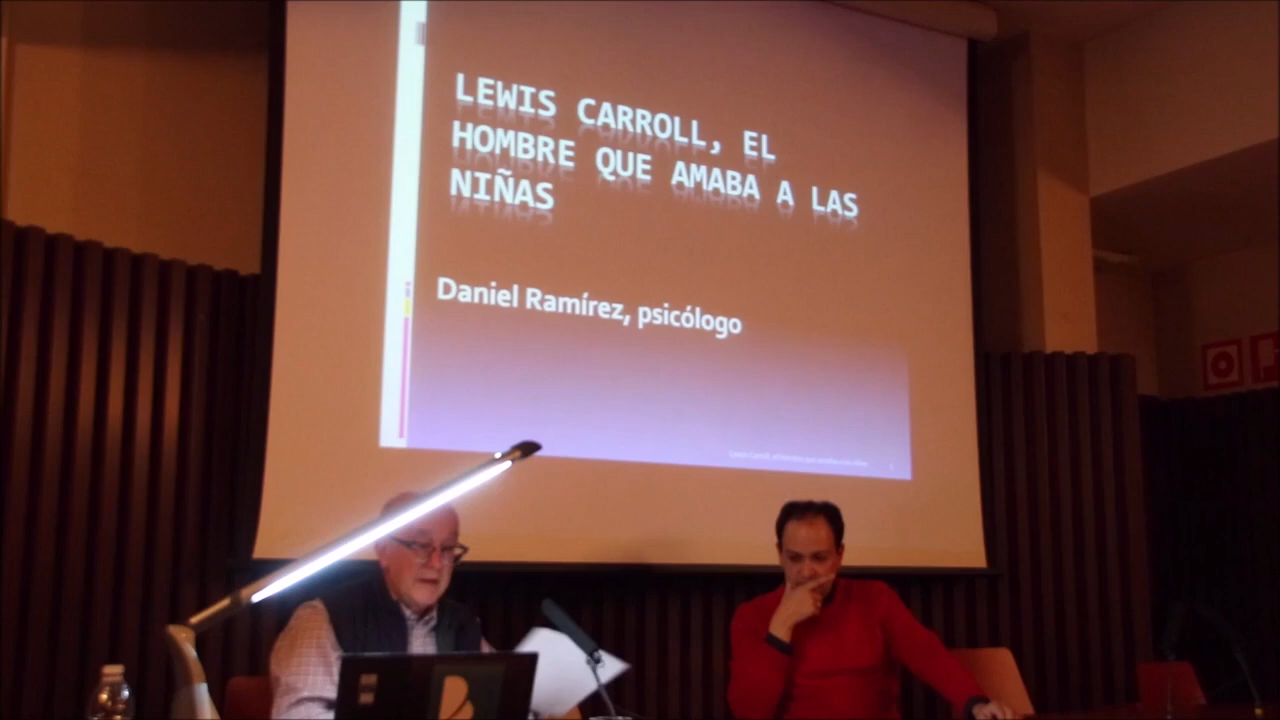 LEWIS CARROLL, EL
HOMBRE QUE AMABA A LAS
NIÑAS
Daniel Ramírez, psicólogo